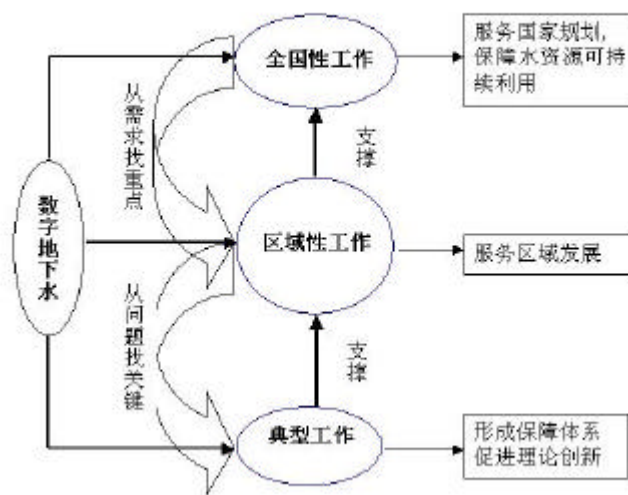 全国性工作
服务国家规划,
保障水资源可持
续利用
从需求找重点
支撑
数字地下水
区域性工作
服务区域发展
从问题找关键
支撑
典型工作
形成保障体系
促进理论创新